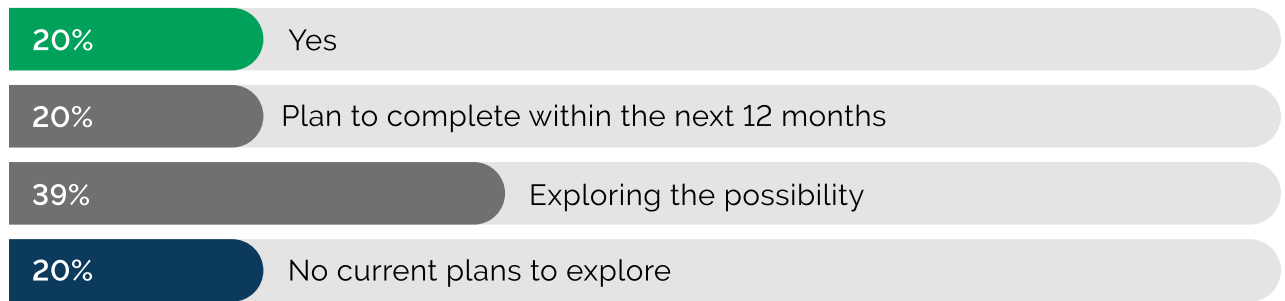 20% Yes
20% Plan to complete within the next 12 months
39% Exploring the possibility
20% No current plans to explore